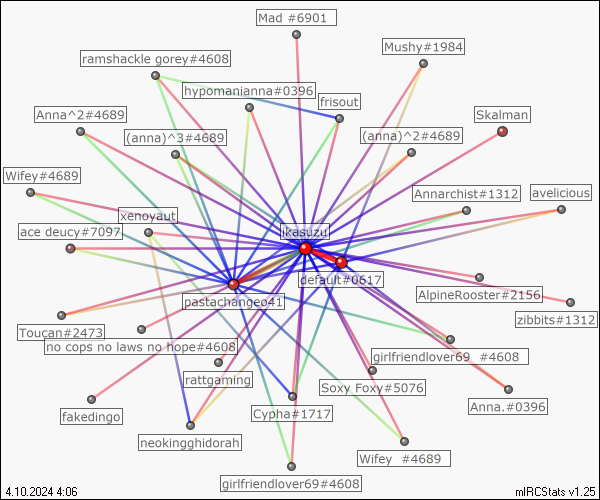 Mad #6901
Mushy#1984
ramshackle gorey#4608
hypomanianna#0396
frisout
Anna^2#4689
Skalman
(anna)^3#4689
(anna)^2#4689
Wifey#4689
Annarchist#1312
avelicious
xenoyaut
ace deucy#7097
ikasuzu
default#0617
pastachange41
AlpineRooster#2156
zibbits#1312
Toucan#2473
no cops no laws no hope#4608
girlfriendlover69_#4608
rattgaming
Soxy Foxy#5076
Anna.#0396
fakedingo
Cypha#1717
neokingghidorah
Wifey_#4689
girlfriendlover69#4608
4.10.2024 4:06
mIRCStats v1.25